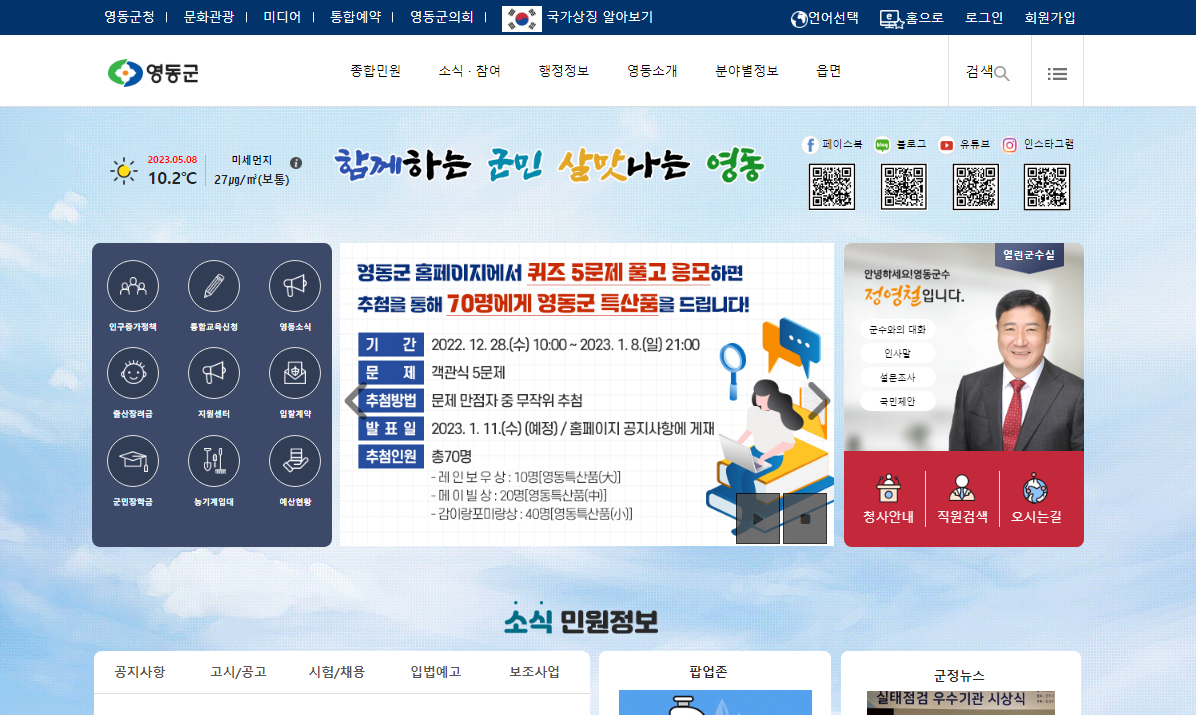 영동군청 | 문화관광 | 미디어 | 통합예약 | 영동군의회 | 국가상징 알아보기
언어선택 홈으로 로그인 회원가입
영동군
종합민원 소식 · 참여 행정정보 영동소개 분야별정보 읍면 검색
2023.05.08
10.2℃
미세먼지
27㎍/㎥(보통)
함께하는 군민 살맛나는 영동
페이스북 블로그 유튜브 인스타그램
인구증가정책 통합교육신청 영동소식
출산장려금 지원센터 입찰계약
군민장학금 농기계임대 예산현황
영동군 홈페이지에서 퀴즈 5문제 풀고 응모하면
추첨을 통해 70명에게 영동군 특산품을 드립니다!
기 간 2022. 12. 28.(수) 10:00 ~ 2023. 1. 8.(일) 21:00
문 제 객관식 5문제
추첨방법 문제 만점자 중 무작위 추첨
발 표 일 2023. 1. 11.(수) (예정) / 홈페이지 공지사항에 게재
추첨인원 총70명
- 레 인 보 우 상 : 10명[영동특산품(大)]
- 메 이 빌 상 : 20명[영동특산품(中)]
- 감이랑포미랑상 : 40명[영동특산품(小)]
열린군수실
안녕하세요!영동군수
정영철입니다.
군수와의 대화
인사말
설문조사
국민제안
청사안내 직원검색 오시는길
소식 민원정보
공지사항 고시/공고 시험/채용 입법예고 보조사업
팝업존
군정뉴스
실태점검 우수기관 시상식